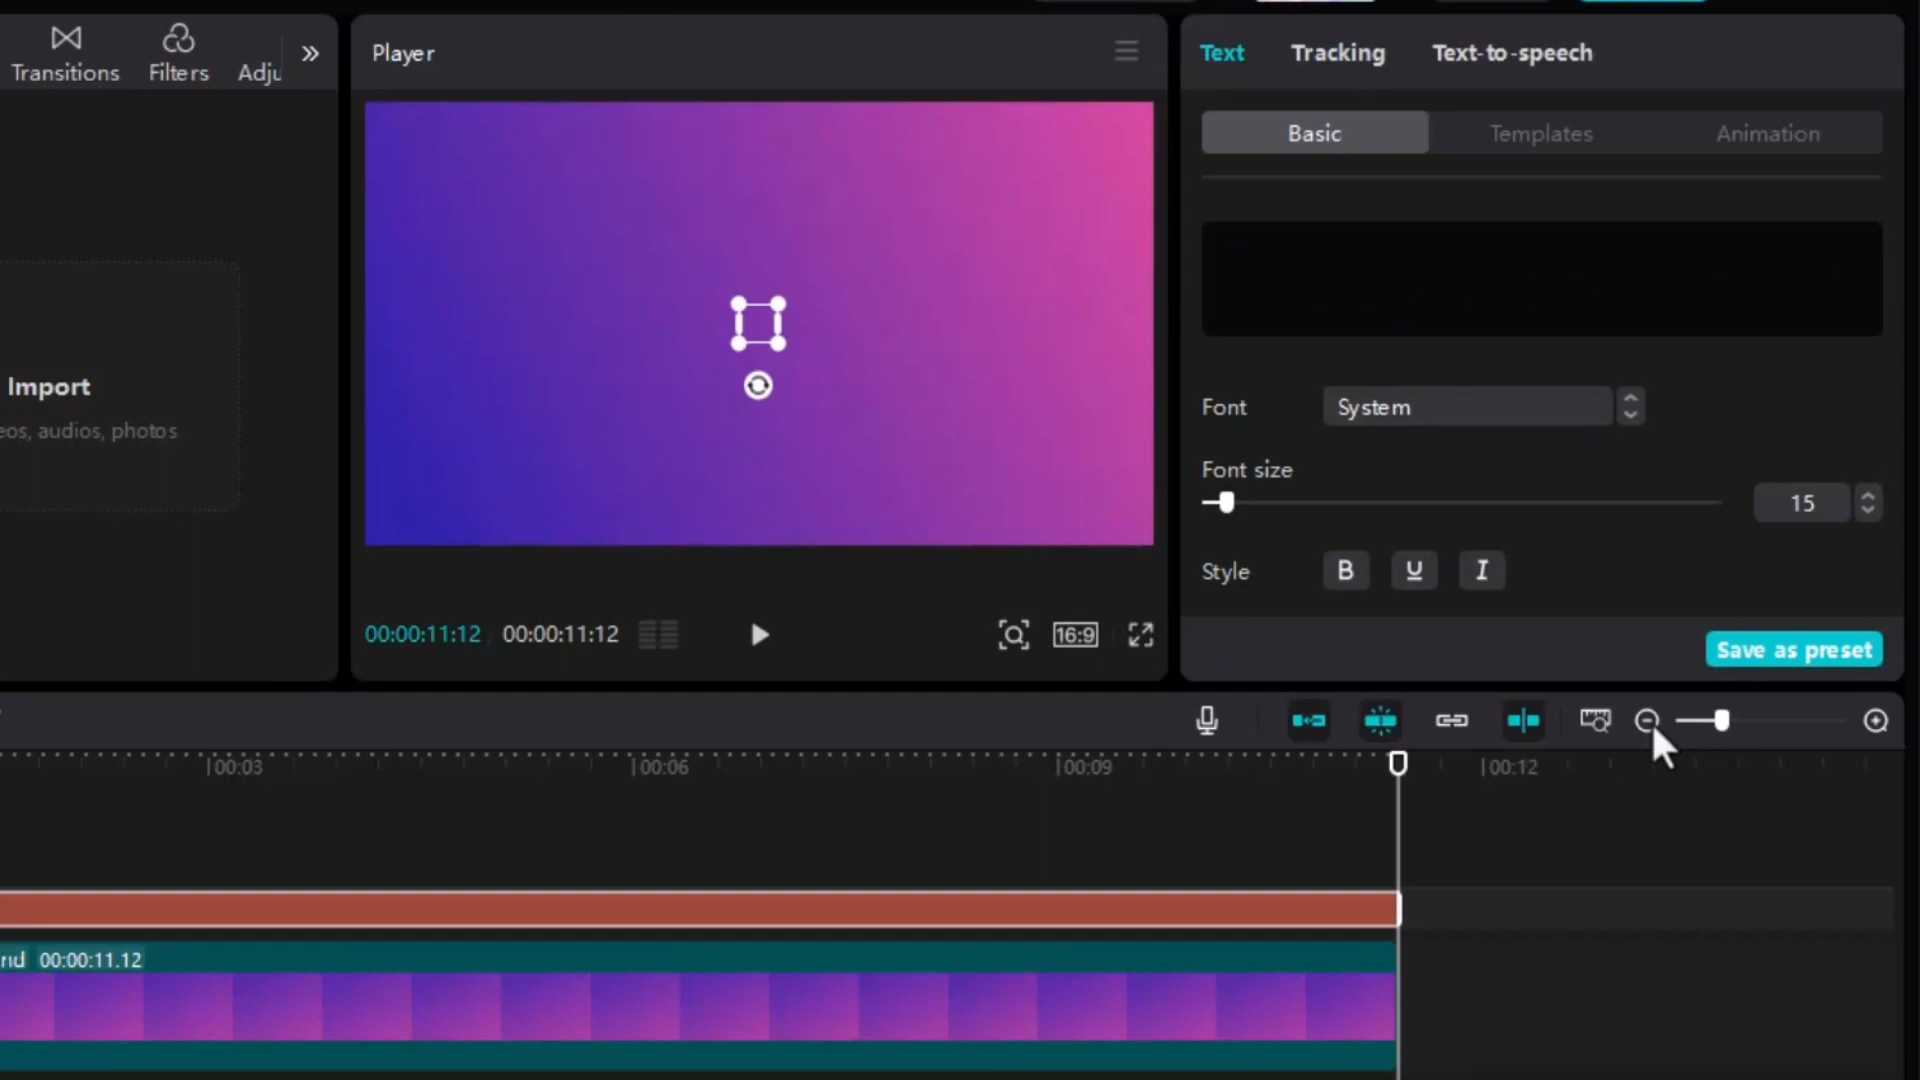 Transitions
Filters
Adju
Player
Text
Tracking
Text-to-speech
Basic
Templates
Animation
Import
eos, audios, photos
Font
System
Font size
15
Style
B
U
I
00:00:11:12
00:00:11:12
16:9
Save as preset
00:03
00:06
00:09
00:12
nd 00:00:11.12